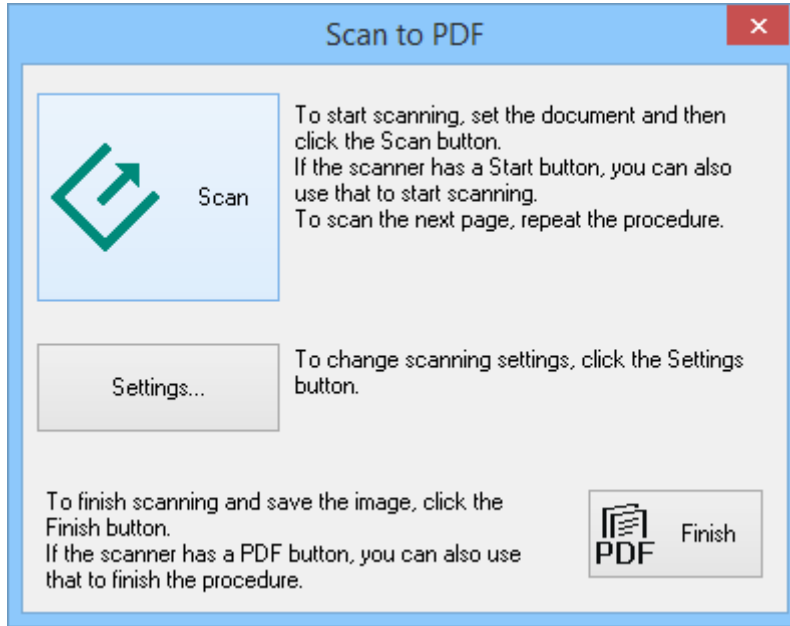 Scan to PDF
Scan
To start scanning, set the document and then
click the Scan button.
If the scanner has a Start button, you can also
use that to start scanning.
To scan the next page, repeat the procedure.
Settings...
To change scanning settings, click the Settings
button.
To finish scanning and save the image, click the
Finish button.
If the scanner has a PDF button, you can also use
that to finish the procedure.
PDF
Finish